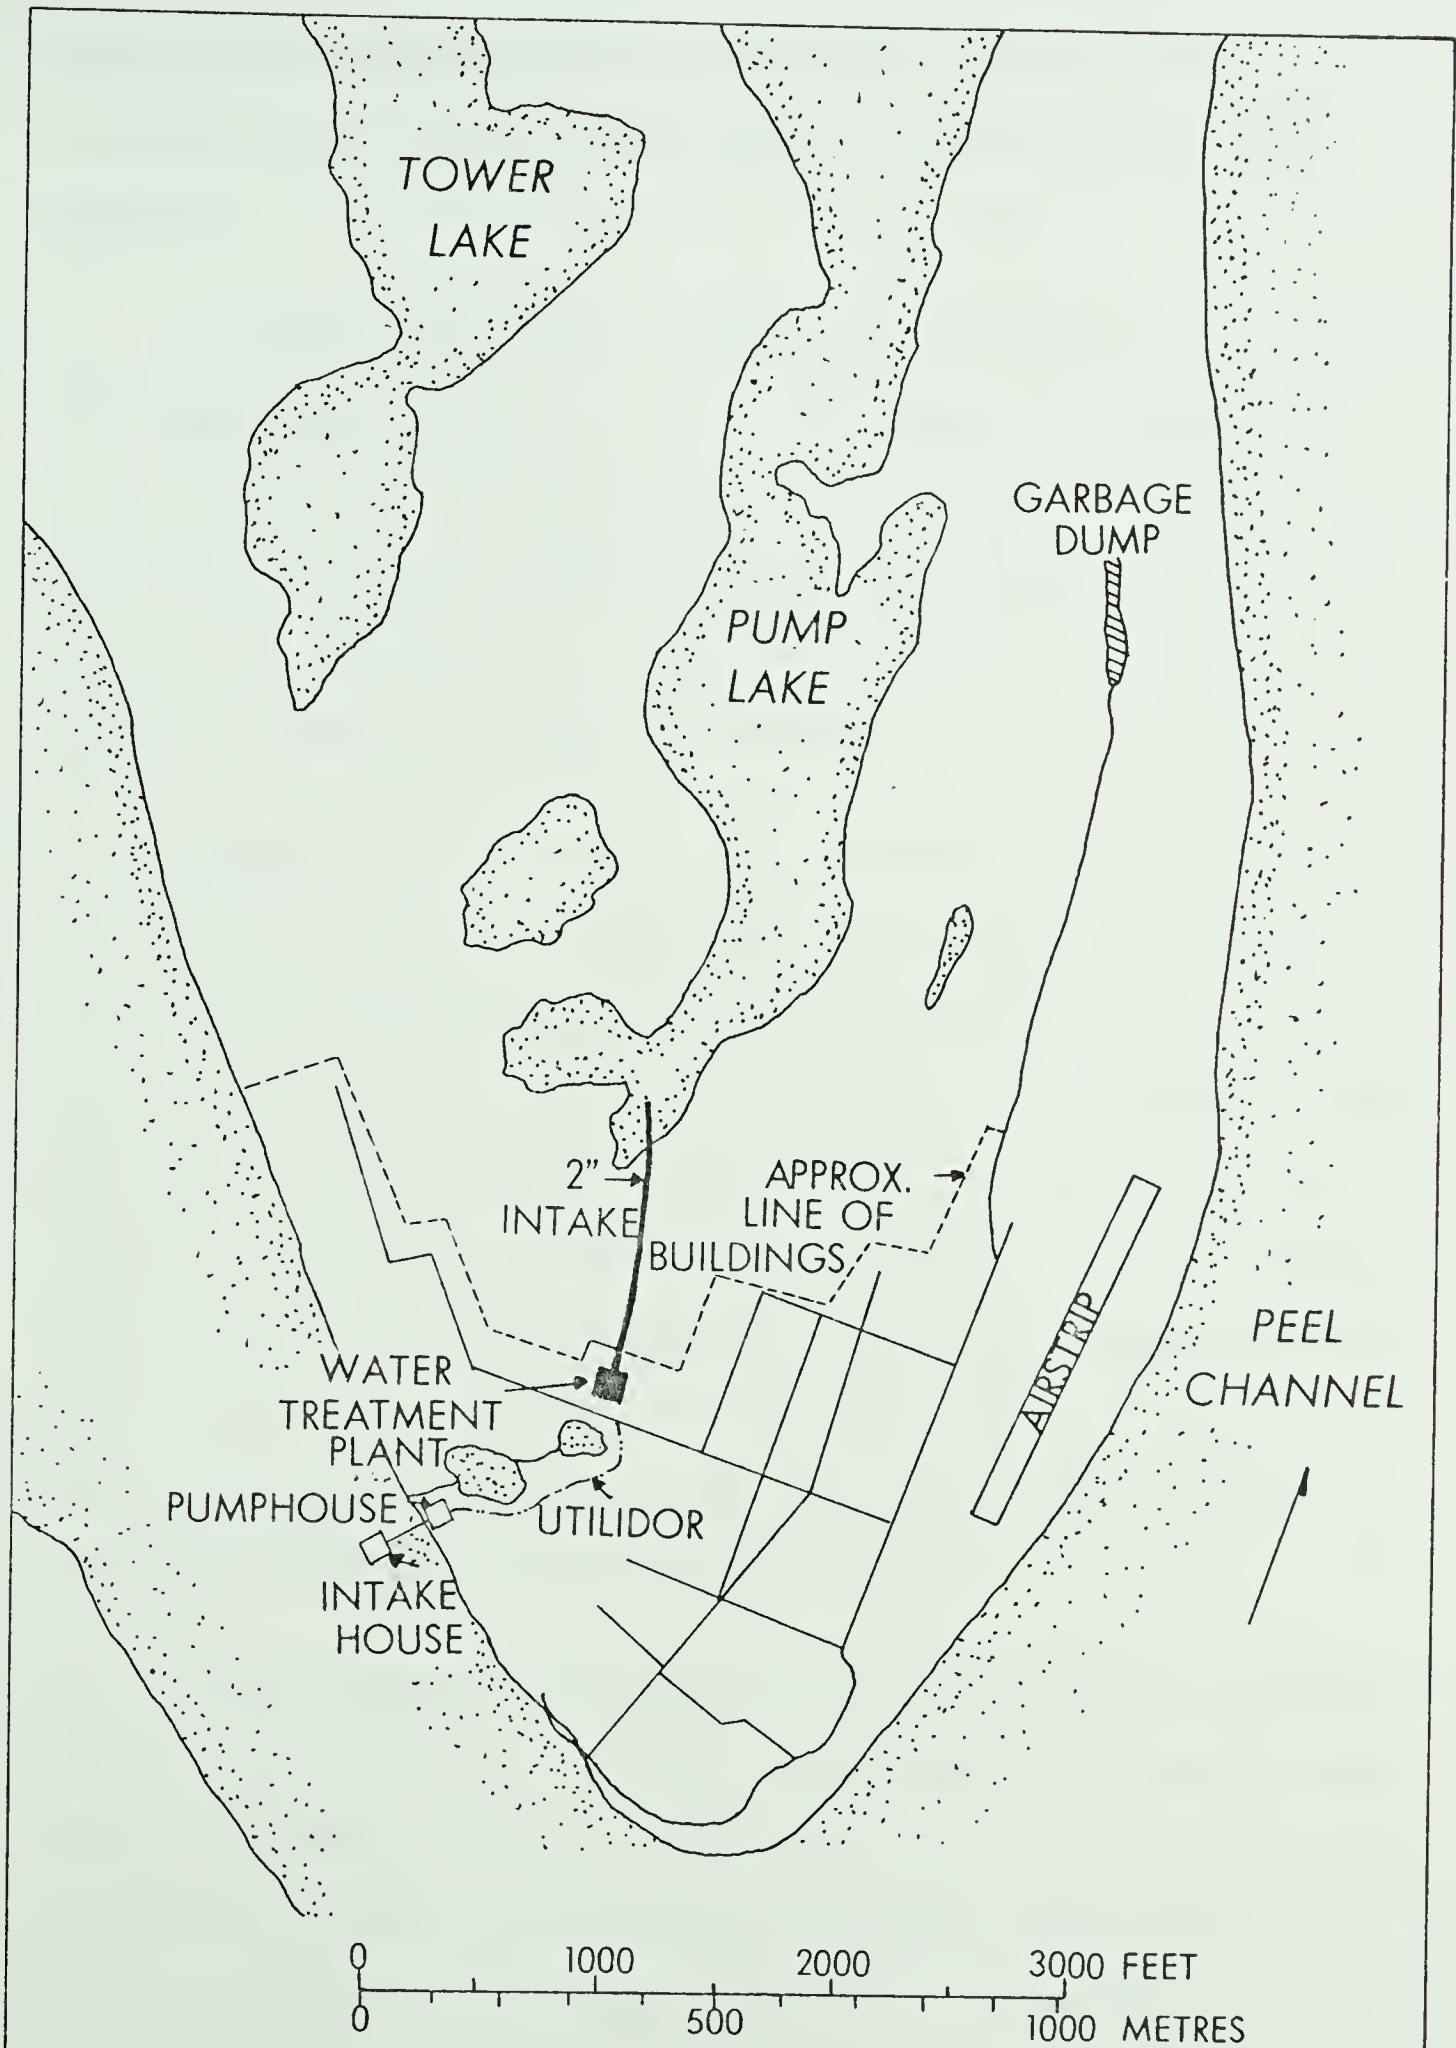 TOWER
LAKE
GARBAGE
DUMP
PUMP
LAKE
2"
INTAKE
APPROX.
LINE OF
BUILDINGS
AIRSTRIP
PEEL
CHANNEL
WATER
TREATMENT
PLANT
PUMPHOUSE
UTILIDOR
INTAKE
HOUSE
0 1000 2000 3000 FEET
0 500 1000 METRES